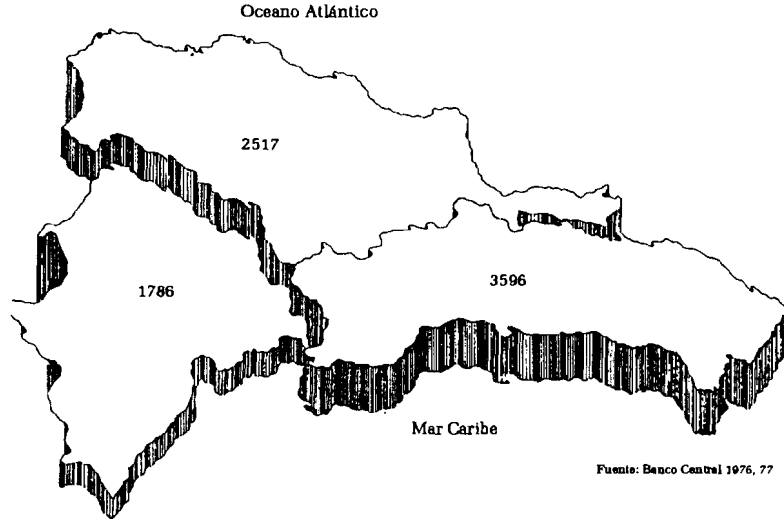 Oceano Atlántico
2517
3596
1786
Mar Caribe
Fuente: Banco Central 1976, 77